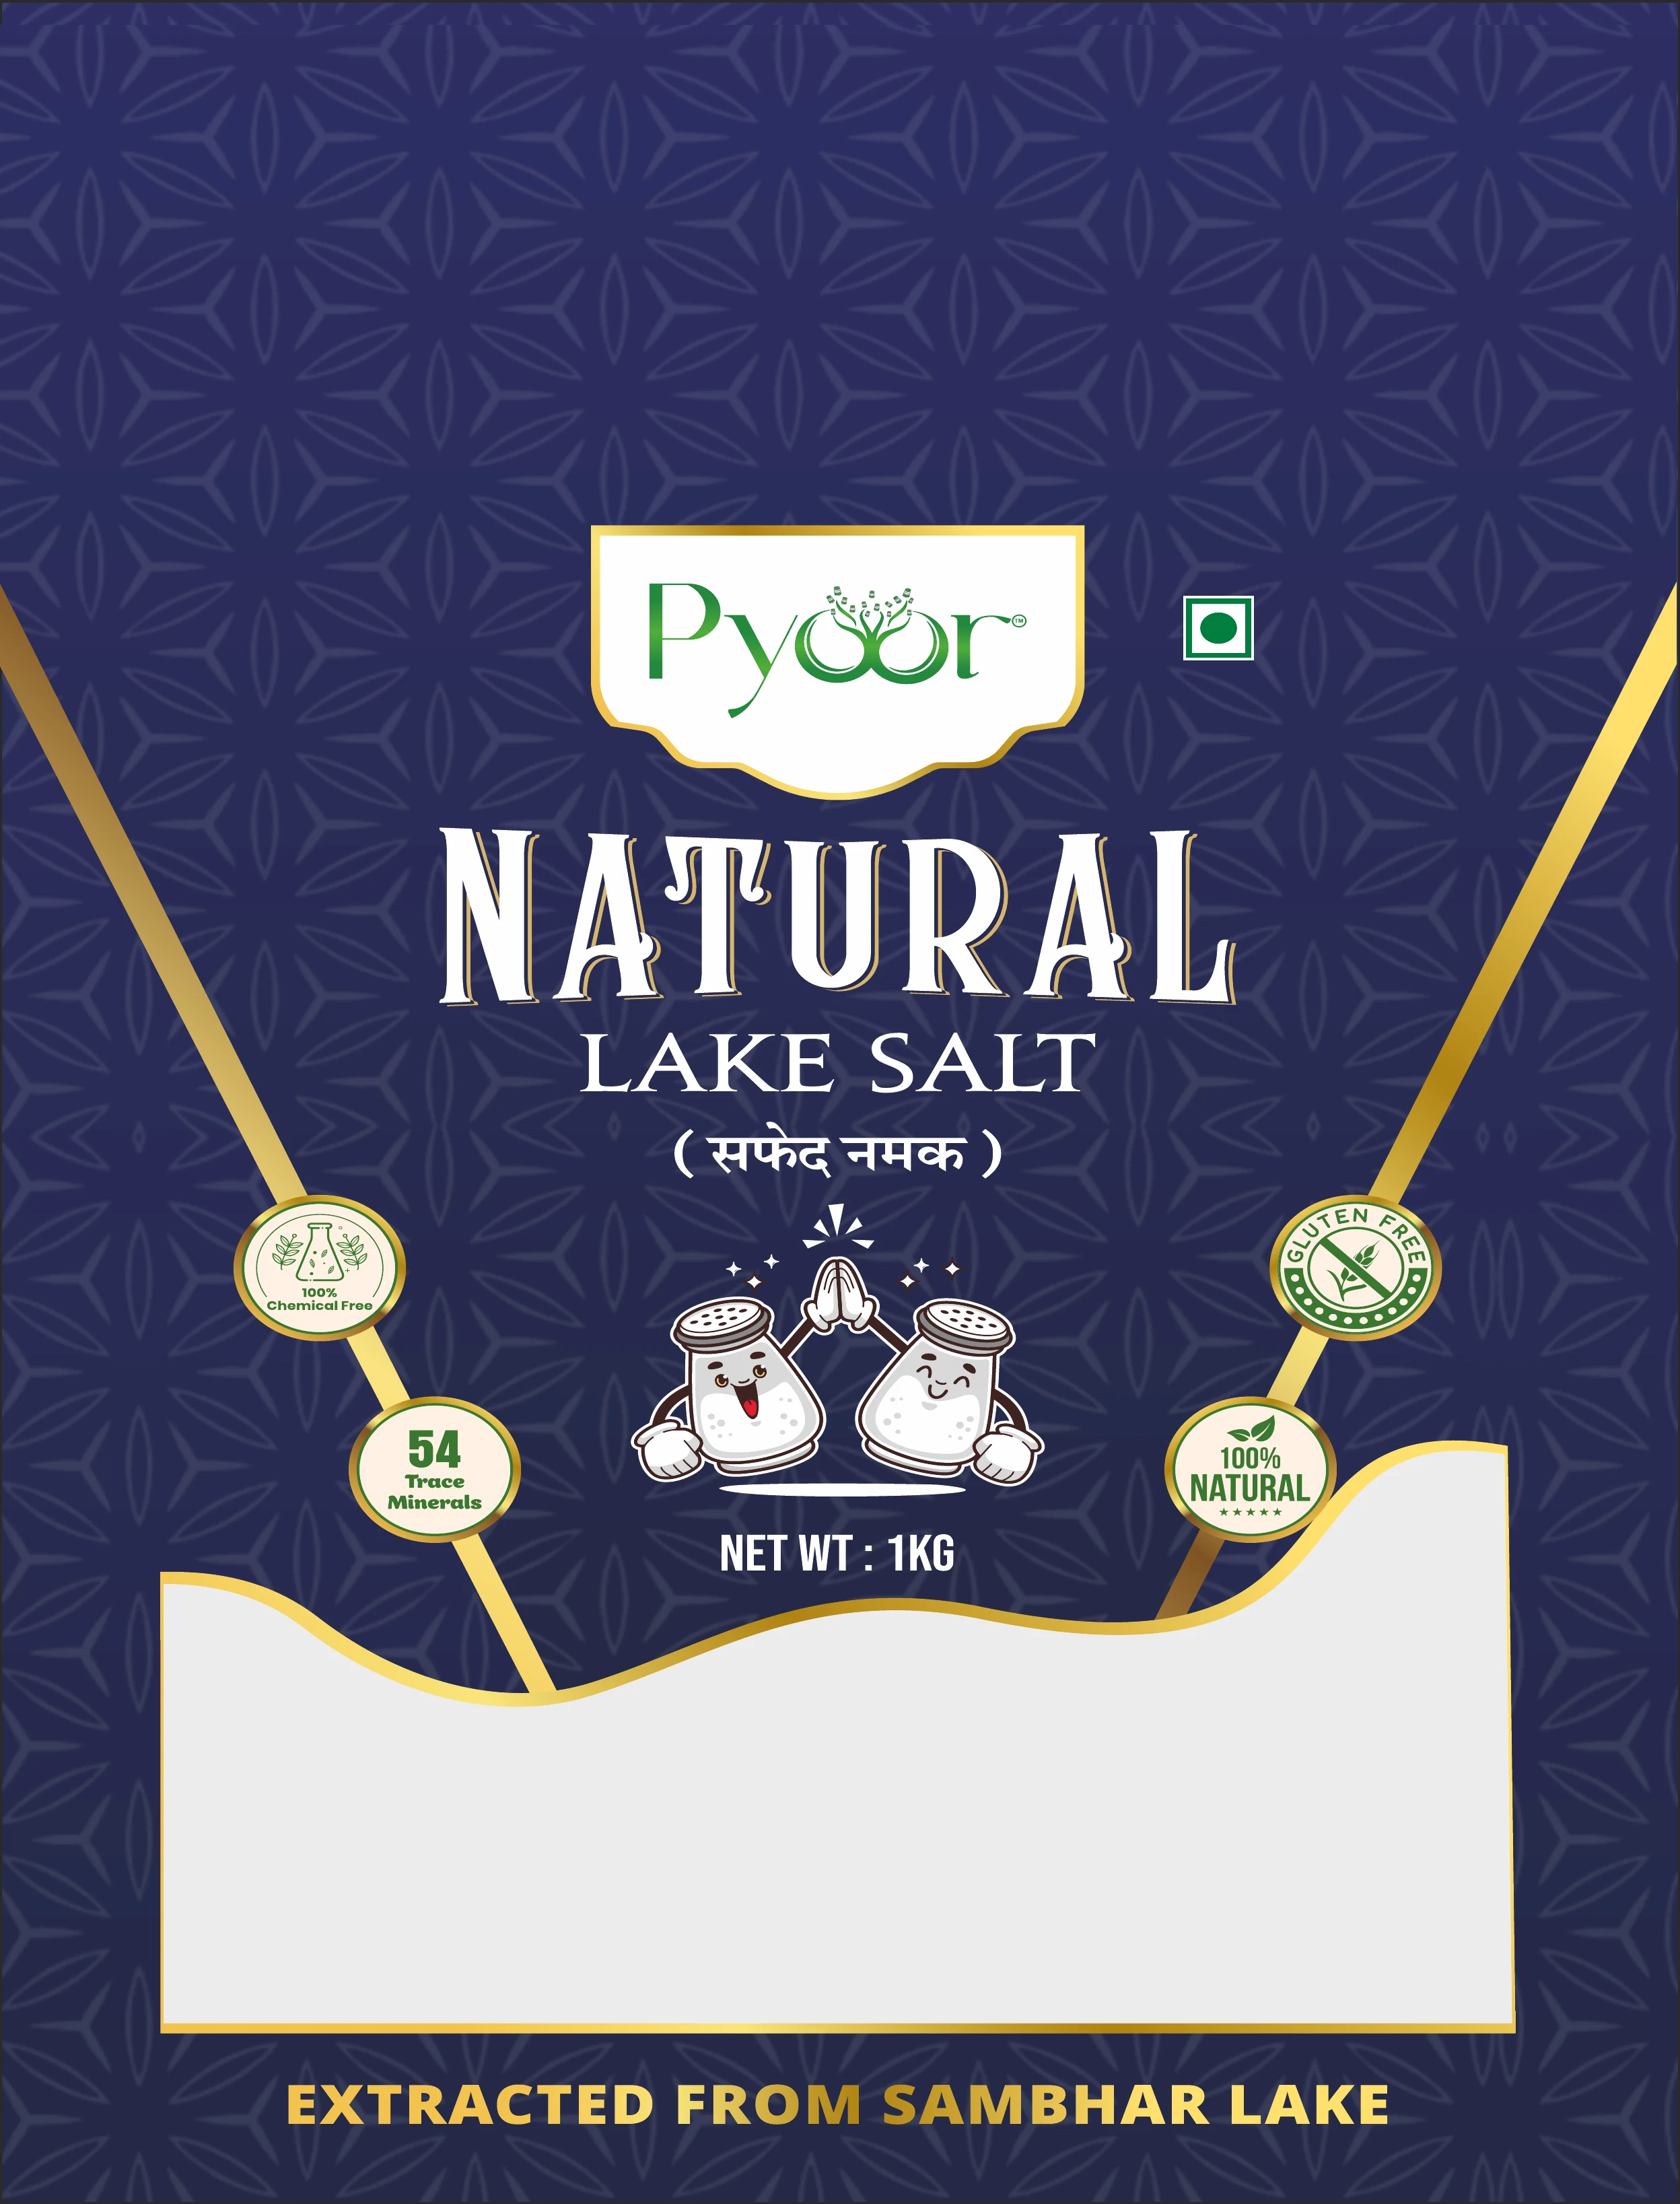 Pyoor™
NATURAL
LAKE SALT
( सफेद नमक )
100%
Chemical Free
GLUTEN FREE
54
Trace
Minerals
100%
NATURAL
NET WT : 1KG
EXTRACTED FROM SAMBHAR LAKE